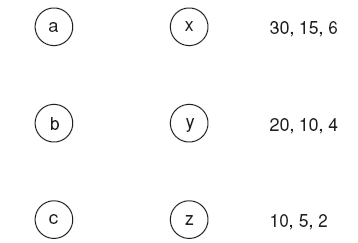 a x 30, 15, 6
b y 20, 10, 4
c z 10, 5, 2